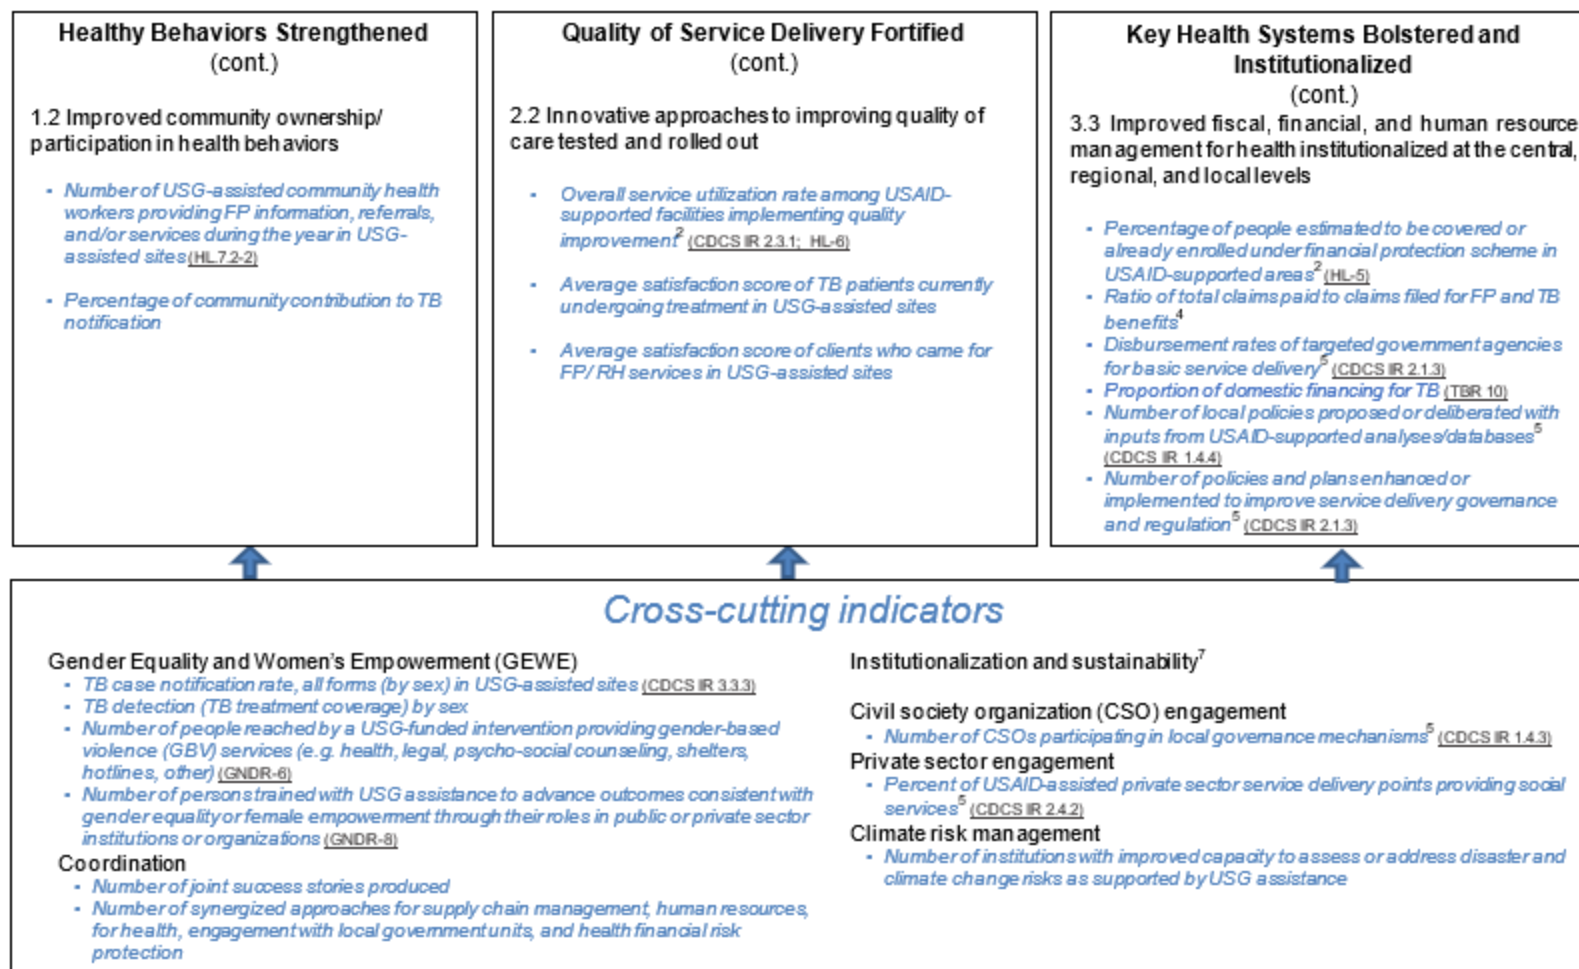 Healthy Behaviors Strengthened
(cont.)
1.2 Improved community ownership/
participation in health behaviors
▪ Number of USG-assisted community health
workers providing FP information, referrals,
and/or services during the year in USG-
assisted sites (HL.7.2-2)
▪ Percentage of community contribution to TB
notification
Quality of Service Delivery Fortified
(cont.)
2.2 Innovative approaches to improving quality of
care tested and rolled out
▪ Overall service utilization rate among USAID-
supported facilities implementing quality
improvement² (CDCS IR 2.3.1; HL-6)
▪ Average satisfaction score of TB patients currently
undergoing treatment in USG-assisted sites
▪ Average satisfaction score of clients who came for
FP/ RH services in USG-assisted sites
Key Health Systems Bolstered and
Institutionalized
(cont.)
3.3 Improved fiscal, financial, and human resource
management for health institutionalized at the central,
regional, and local levels
▪ Percentage of people estimated to be covered or
already enrolled under financial protection scheme in
USAID-supported areas² (HL-5)
▪ Ratio of total claims paid to claims filed for FP and TB
benefits⁴
▪ Disbursement rates of targeted government agencies
for basic service delivery⁵ (CDCS IR 2.1.3)
▪ Proportion of domestic financing for TB (TBR 10)
▪ Number of local policies proposed or deliberated with
inputs from USAID-supported analyses/databases⁵
(CDCS IR 1.4.4)
▪ Number of policies and plans enhanced or
implemented to improve service delivery governance
and regulation⁵ (CDCS IR 2.1.3)
Cross-cutting indicators
Gender Equality and Women's Empowerment (GEWE)
▪ TB case notification rate, all forms (by sex) in USG-assisted sites (CDCS IR 3.3.3)
▪ TB detection (TB treatment coverage) by sex
▪ Number of people reached by a USG-funded intervention providing gender-based
violence (GBV) services (e.g. health, legal, psycho-social counseling, shelters,
hotlines, other) (GNDR-6)
▪ Number of persons trained with USG assistance to advance outcomes consistent with
gender equality or female empowerment through their roles in public or private sector
institutions or organizations (GNDR-8)
Coordination
▪ Number of joint success stories produced
▪ Number of synergized approaches for supply chain management, human resources,
for health, engagement with local government units, and health financial risk
protection
Institutionalization and sustainability⁷
Civil society organization (CSO) engagement
▪ Number of CSOs participating in local governance mechanisms⁵ (CDCS IR 1.4.3)
Private sector engagement
▪ Percent of USAID-assisted private sector service delivery points providing social
services⁵ (CDCS IR 2.4.2)
Climate risk management
▪ Number of institutions with improved capacity to assess or address disaster and
climate change risks as supported by USG assistance